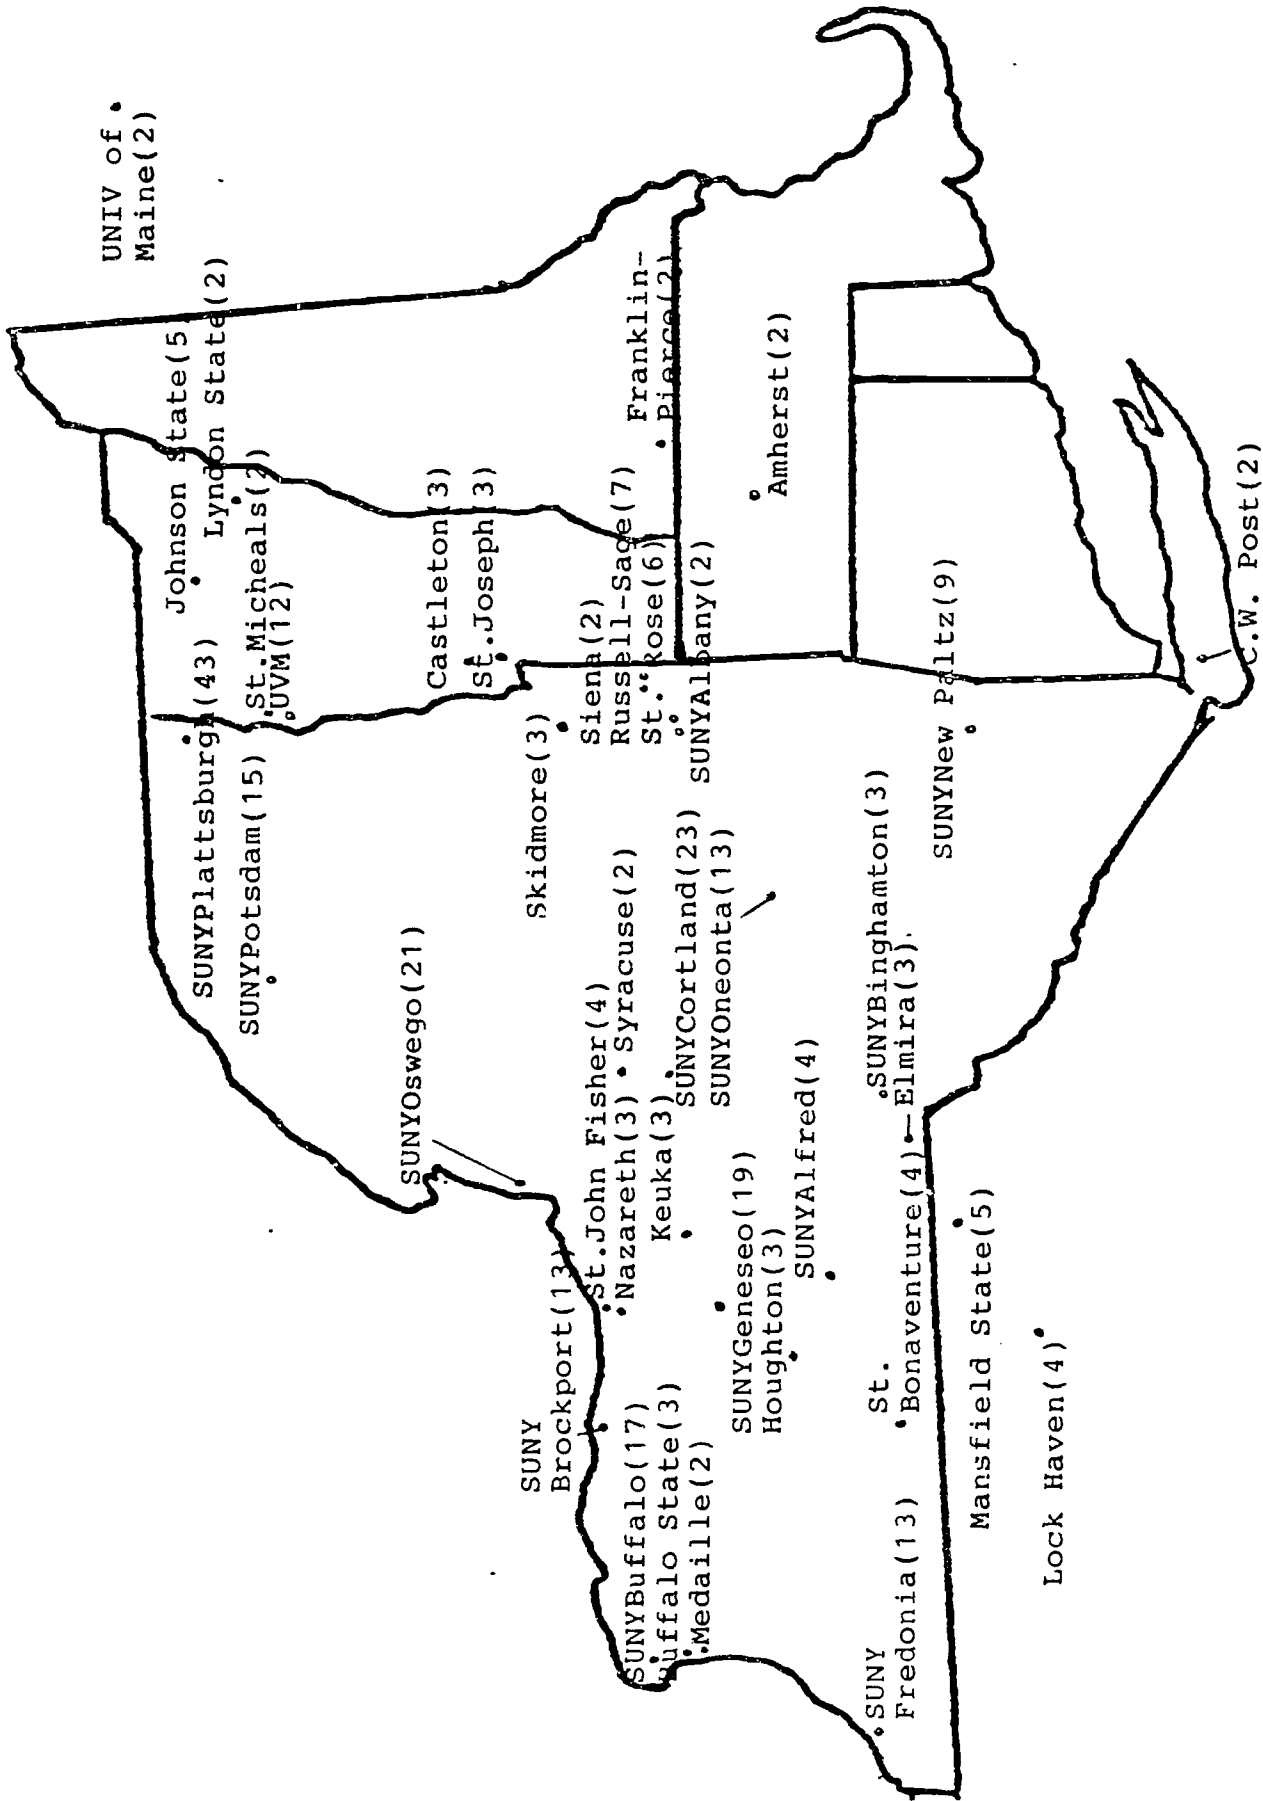 UNIV of
Maine(2)
Johnson State(5)
Lyndon State(2)
SUNYPlattsburgh(43)
St.Micheals(2)
UVM(12)
SUNYPotsdam(15)
Castleton(3)
St.Joseph(3)
SUNYOswego(21)
Skidmore(3)
Siena(2)
Russell-Sage(7)
St. Rose(6)
SUNYAlbany(2)
Franklin-
Pierce(2)
Amherst(2)
SUNY
Brockport(13)
St.John Fisher(4)
Nazareth(3)
Syracuse(2)
Keuka(3)
SUNYCortland(23)
SUNYOneonta(13)
SUNYBuffalo(17)
Buffalo State(3)
Medaille(2)
SUNYGeneseo(19)
Houghton(3)
SUNYAlfred(4)
SUNYBinghamton(3)
Elmira(3)
St.
Bonaventure(4)
SUNYNew Paltz(9)
SUNY
Fredonia(13)
Mansfield State(5)
Lock Haven(4)
C.W. Post(2)